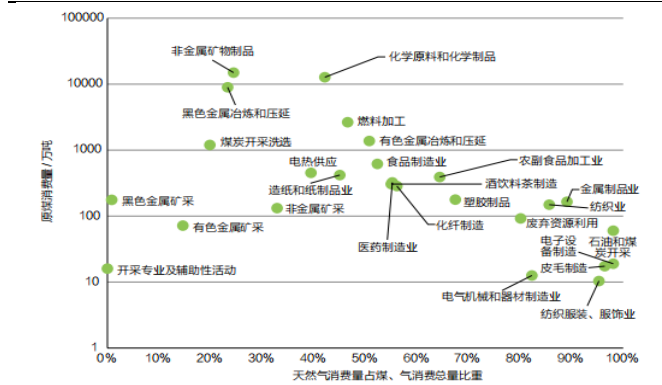 100000
10000
1000
100
10
1
原煤消费量/万吨
非金属矿物制品
化学原料和化学制品
黑色金属冶炼和压延
燃料加工
煤炭开采洗选
有色金属冶炼和压延
电热供应
食品制造业
农副食品加工业
造纸和纸制品业
酒饮料茶制造
金属制品业
黑色金属矿采
非金属矿采
塑胶制品
纺织业
有色金属矿采
化纤制造
废弃资源利用
医药制造业
电子设
备制造
石油和煤
炭开采
开采专业及辅助性活动
皮毛制造
电气机械和器材制造业
纺织服装、服饰业
0% 10% 20% 30% 40% 50% 60% 70% 80% 90% 100%
天然气消费量占煤、气消费总量比重